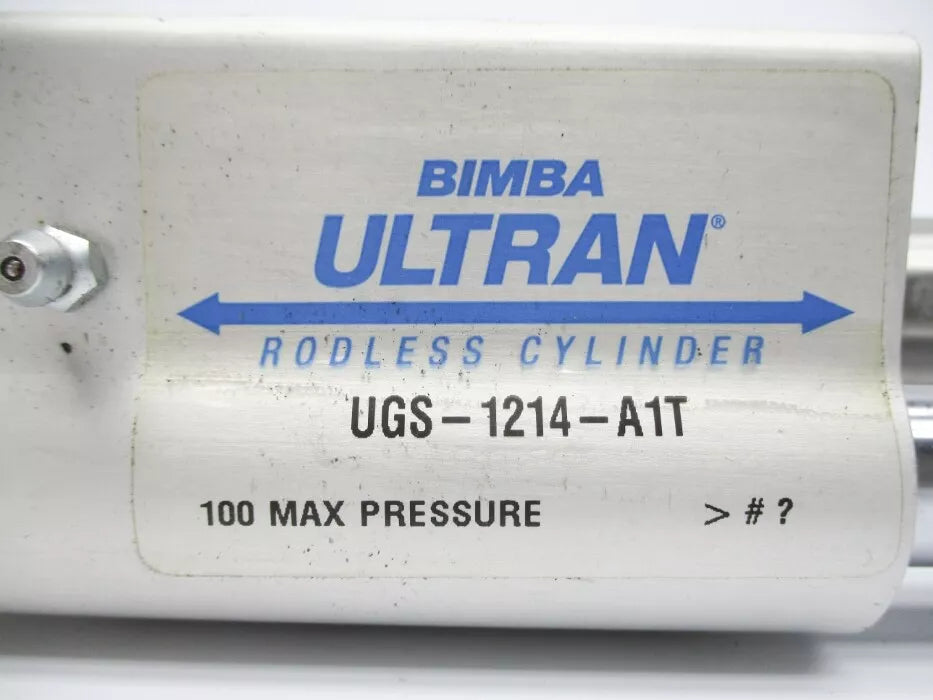 BIMBA
ULTRAN®
RODLESS CYLINDER
UGS-1214-A1T
100 MAX PRESSURE > # ?